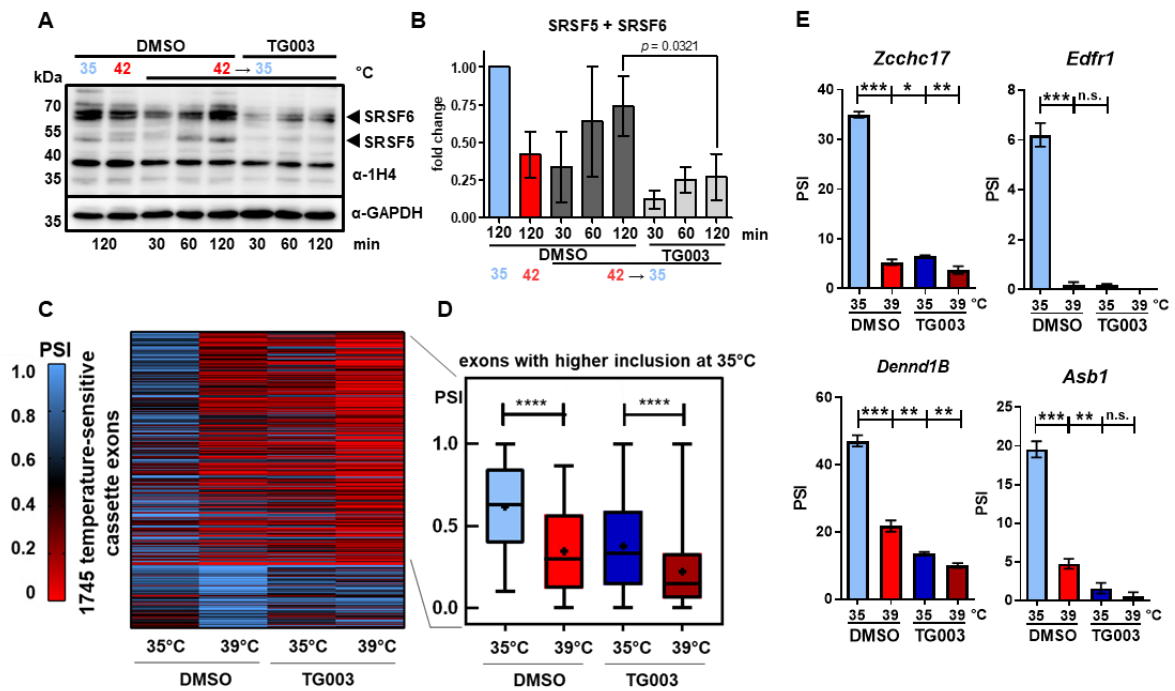 A
DMSO TG003
35 42 42 → 35 °C
kDa
70
55
40
35
35
SRSF6
SRSF5
α-1H4
α-GAPDH
120 30 60 120 30 60 120 min
B
SRSF5 + SRSF6
p = 0.0321
fold change
1.00
0.75
0.50
0.25
0.00
120 120 30 60 120 30 60 120 min
DMSO TG003
35 42 42 → 35
C
PSI
1.0
0.8
0.6
0.4
0.2
0
1745 temperature-sensitive
cassette exons
35°C 39°C 35°C 39°C
DMSO TG003
D
exons with higher inclusion at 35°C
PSI
1.0
0.5
0.0
**** ****
35°C 39°C 35°C 39°C
DMSO TG003
E
Zcchc17
*** * **
PSI
40
30
20
10
0
35 39 35 39 °C
DMSO TG003
Edfr1
*** n.s.
PSI
8
6
4
2
0
35 39 35 39 °C
DMSO TG003
Dennd1B
*** ** **
PSI
60
40
20
0
35 39 35 39 °C
DMSO TG003
Asb1
*** ** n.s.
PSI
25
20
15
10
5
0
35 39 35 39 °C
DMSO TG003